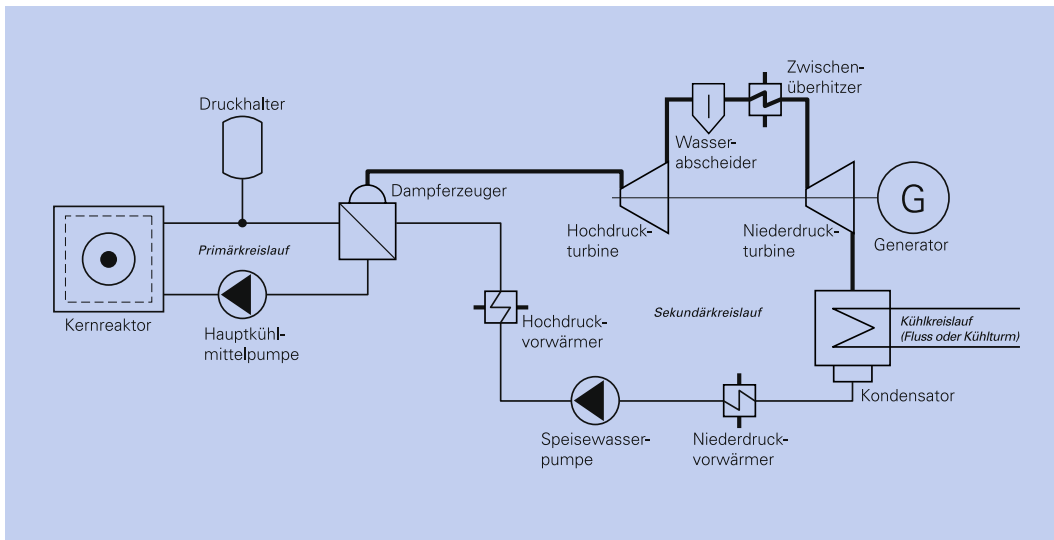 Zwischen-
überhitzer
Druckhalter
Wasser-
abscheider
Dampferzeuger
G
Hochdruck-
turbine
Niederdruck-
turbine
Generator
Primärkreislauf
Kernreaktor
Hauptkühl-
mittelpumpe
Hochdruck-
vorwärmer
Sekundärkreislauf
Kühlkreislauf
(Fluss oder Kühlturm)
Kondensator
Speisewasser-
pumpe
Niederdruck-
vorwärmer